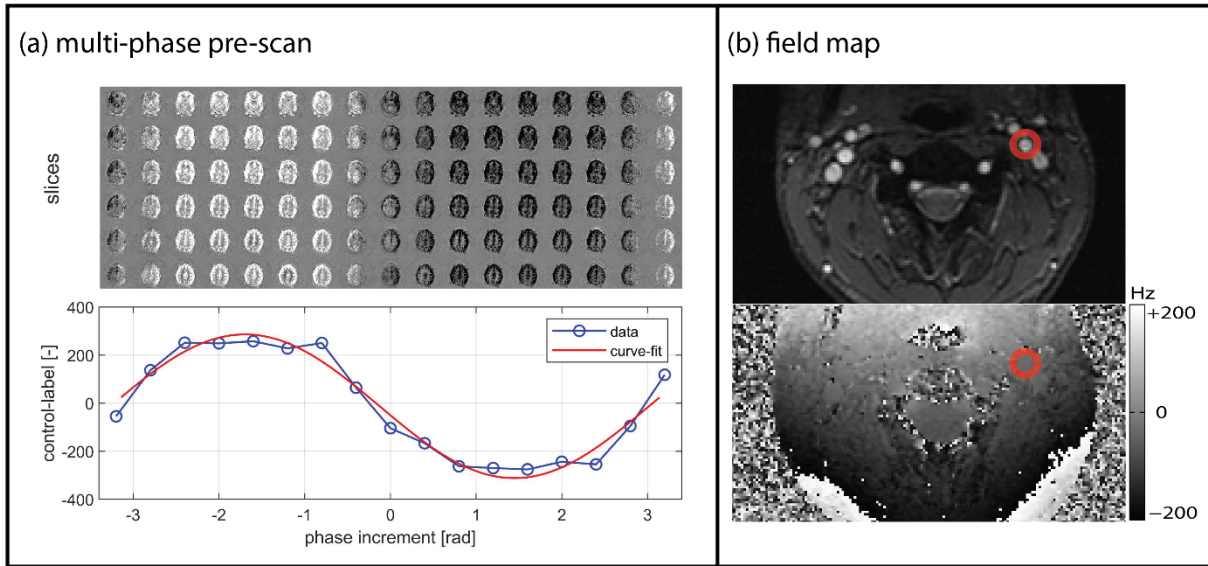 (a) multi-phase pre-scan
slices
400
200
0
-200
-400
control-label [-]
data
curve-fit
-3
-2
-1
0
1
2
3
phase increment [rad]
(b) field map
Hz
+200
0
−200